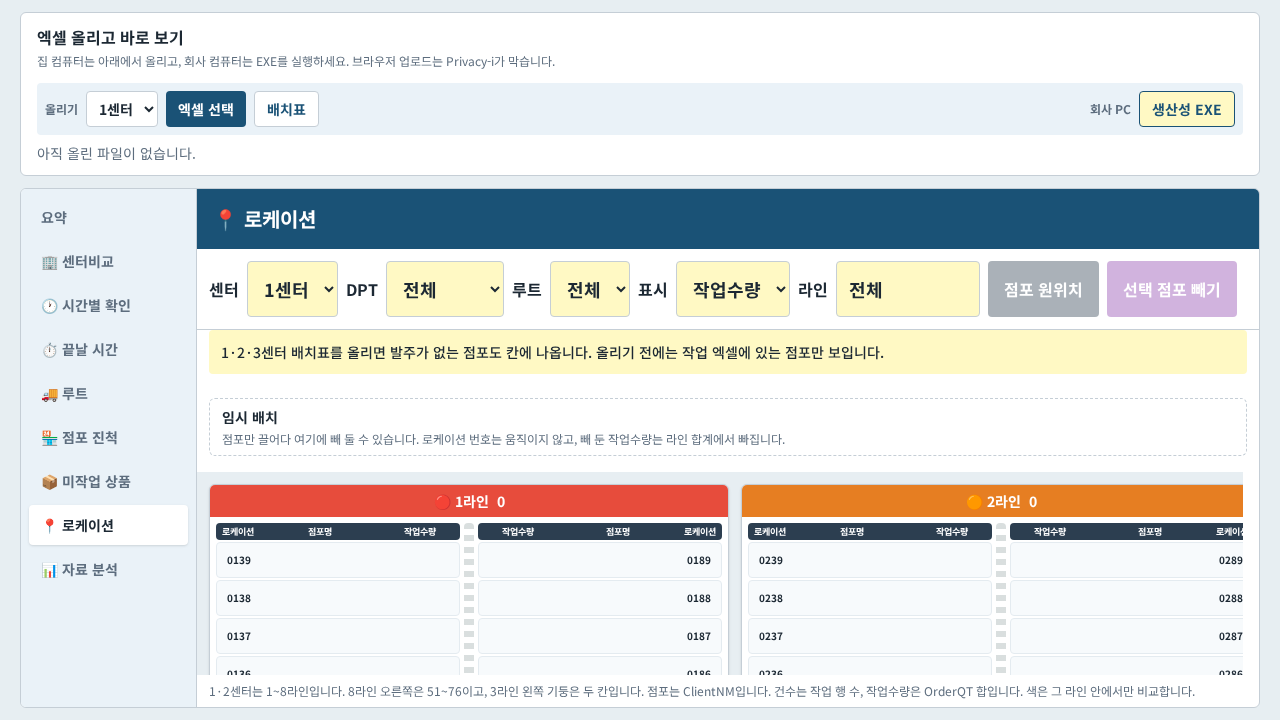 엑셀 올리고 바로 보기
집 컴퓨터는 아래에서 올리고, 회사 컴퓨터는 EXE를 실행하세요. 브라우저 업로드는 Privacy-i가 막습니다.
올리기 1센터 엑셀 선택 배치표 회사 PC 생산성 EXE
아직 올린 파일이 없습니다.
요약
🏢 센터비교
🕐 시간별 확인
⏱️ 끝날 시간
🚚 루트
🏪 점포 진척
📦 미작업 상품
📍 로케이션
📊 자료 분석
📍 로케이션
센터 1센터 DPT 전체 루트 전체 표시 작업수량 라인 전체 점포 원위치 선택 점포 빼기
1·2·3센터 배치표를 올리면 발주가 없는 점포도 칸에 나옵니다. 올리기 전에는 작업 엑셀에 있는 점포만 보입니다.
임시 배치
점포만 끌어다 여기에 빼 둘 수 있습니다. 로케이션 번호는 움직이지 않고, 빼 둔 작업수량은 라인 합계에서 빠집니다.
🔴 1라인 0 🟠 2라인 0
로케이션 점포명 작업수량 작업수량 점포명 로케이션 로케이션 점포명 작업수량 작업수량 점포명 로케이션
0139 0189 0239 0289
0138 0188 0238 0288
0137 0187 0237 0287
0136 0186 0236 0286
1·2센터는 1~8라인입니다. 8라인 오른쪽은 51~76이고, 3라인 왼쪽 기둥은 두 칸입니다. 점포는 ClientNM입니다. 건수는 작업 행 수, 작업수량은 OrderQT 합입니다. 색은 그 라인 안에서만 비교합니다.